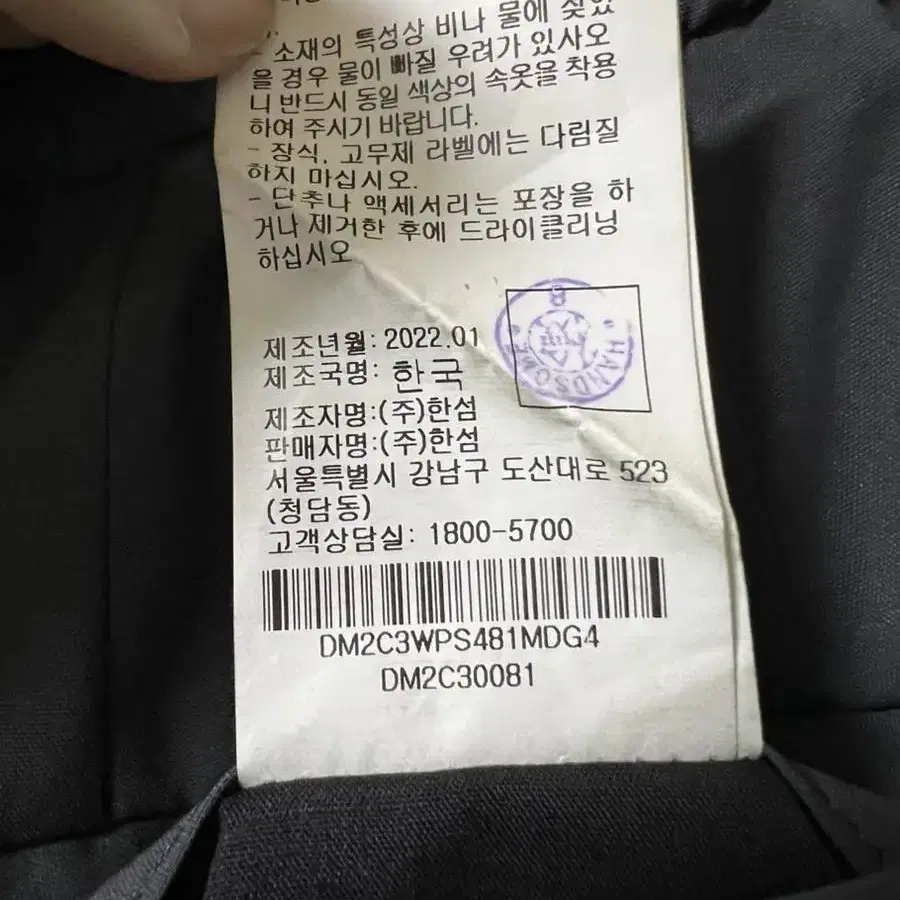 - 소재의 특성상 비나 물에 젖었
을 경우 물이 빠질 우려가 있사오
니 반드시 동일 색상의 속옷을 착용
하여 주시기 바랍니다.
- 장식, 고무제 라벨에는 다림질
하지 마십시오.
- 단추나 액세서리는 포장을 하
거나 제거한 후에 드라이클리닝
하십시오
8
HANDSOME
제조년월: 2022.01
제조국명: 한국
제조자명:(주)한섬
판매자명:(주)한섬
서울특별시 강남구 도산대로 523
(청담동)
고객상담실: 1800-5700
DM2C3WPS481MDG4
DM2C30081